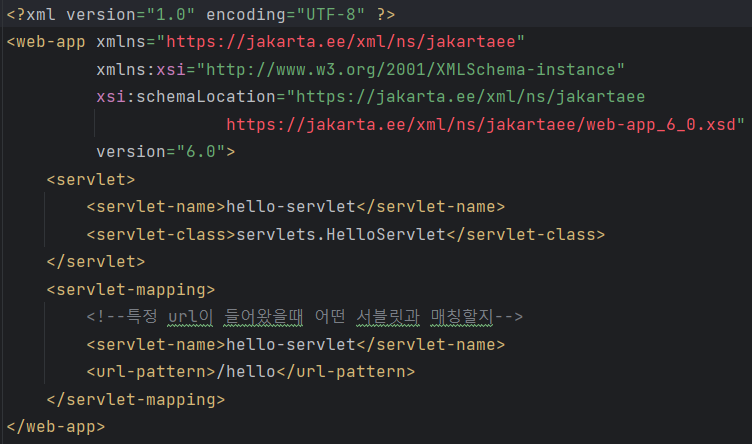 <?xml version="1.0" encoding="UTF-8" ?>
<web-app xmlns="https://jakarta.ee/xml/ns/jakartaee"
         xmlns:xsi="http://www.w3.org/2001/XMLSchema-instance"
         xsi:schemaLocation="https://jakarta.ee/xml/ns/jakartaee
                      https://jakarta.ee/xml/ns/jakartaee/web-app_6_0.xsd"
         version="6.0">
    <servlet>
        <servlet-name>hello-servlet</servlet-name>
        <servlet-class>servlets.HelloServlet</servlet-class>
    </servlet>
    <servlet-mapping>
        <!--특정 url이 들어왔을때 어떤 서블릿과 매칭할지-->
        <servlet-name>hello-servlet</servlet-name>
        <url-pattern>/hello</url-pattern>
    </servlet-mapping>
</web-app>